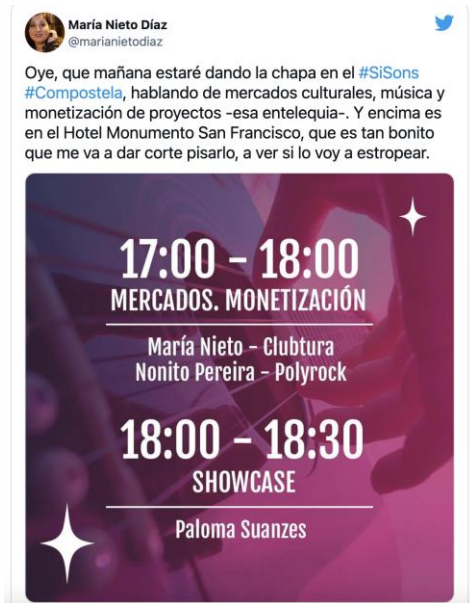 María Nieto Díaz
@marianietodiaz
Oye, que mañana estaré dando la chapa en el #SiSons
#Compostela, hablando de mercados culturales, música y
monetización de proyectos -esa entelequia-. Y encima es
en el Hotel Monumento San Francisco, que es tan bonito
que me va a dar corte pisarlo, a ver si lo voy a estropear.
17:00 - 18:00
MERCADOS. MONETIZACIÓN
María Nieto - Clubtura
Nonito Pereira - Polyrock
18:00 - 18:30
SHOWCASE
Paloma Suanzes